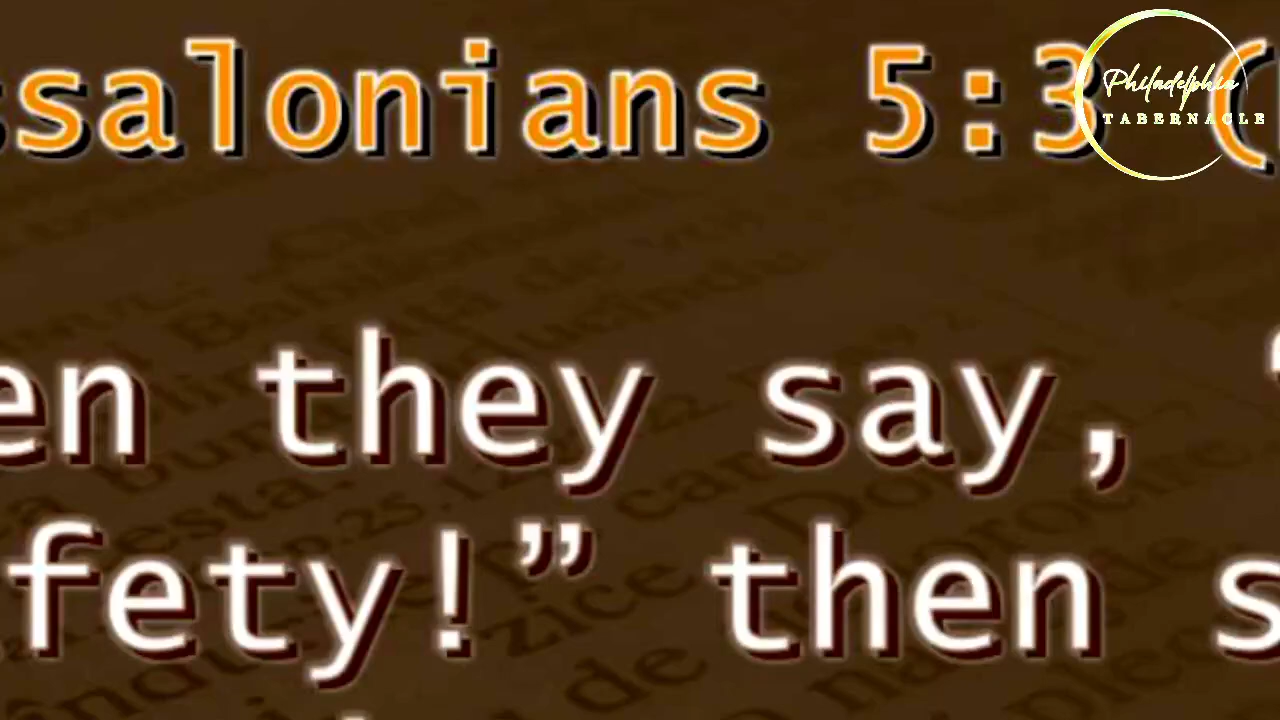 ssalonians 5:3 (
en they say, “
fety!” then s
Philadelphia
TABERNACLE